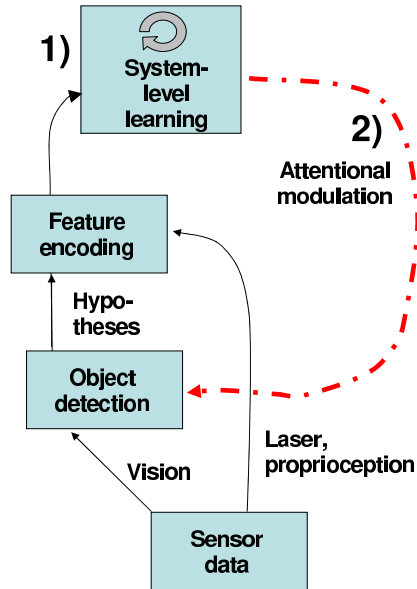 1)
System-
level
learning
2)
Attentional
modulation
Feature
encoding
Hypo-
theses
Object
detection
Laser,
proprioception
Vision
Sensor
data